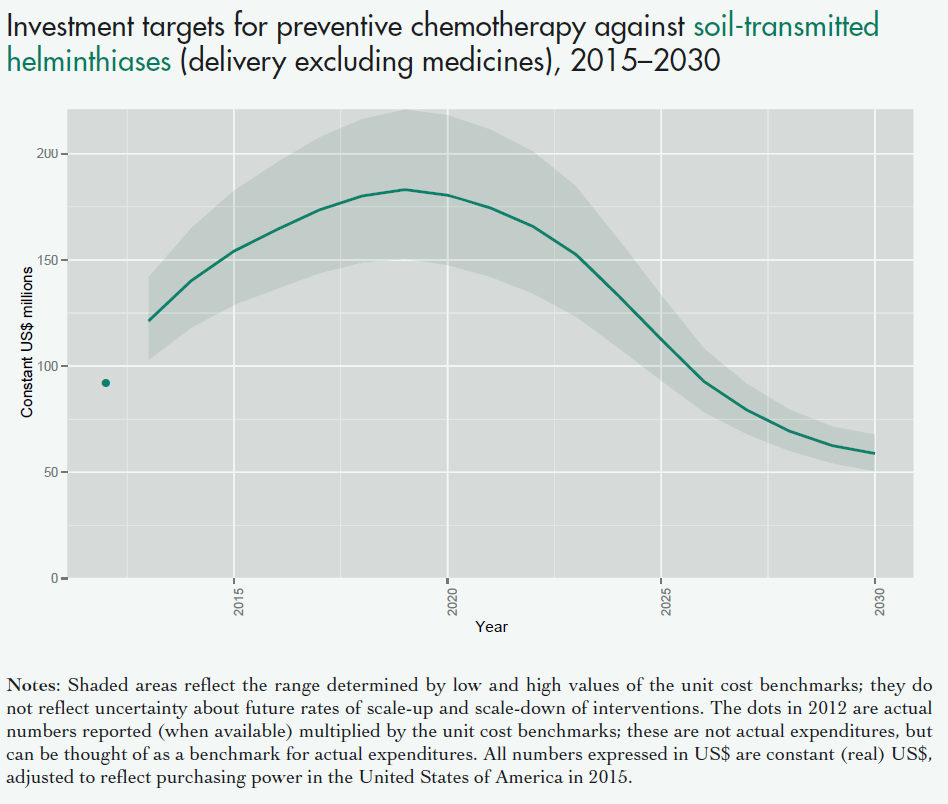 Investment targets for preventive chemotherapy against soil-transmitted
helminthiases (delivery excluding medicines), 2015–2030
200
150
100
50
0
Constant US$ millions
2015
2020
2025
2030
Year
Notes: Shaded areas reflect the range determined by low and high values of the unit cost benchmarks; they do
not reflect uncertainty about future rates of scale-up and scale-down of interventions. The dots in 2012 are actual
numbers reported (when available) multiplied by the unit cost benchmarks; these are not actual expenditures, but
can be thought of as a benchmark for actual expenditures. All numbers expressed in US$ are constant (real) US$,
adjusted to reflect purchasing power in the United States of America in 2015.